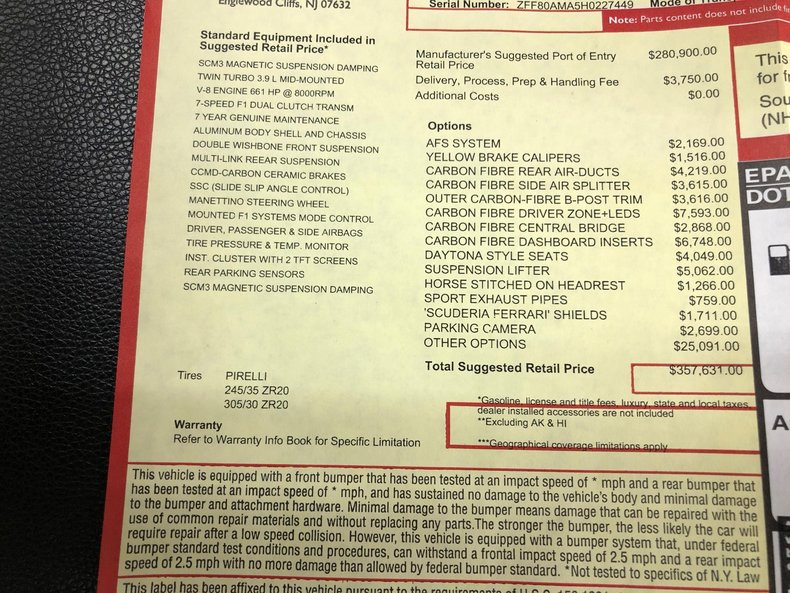 Englewood Cliffs, NJ 07632
Serial Number: ZFF80AMA5H0227449 Mode of
Note: Parts content does not include
Standard Equipment Included in
Suggested Retail Price*
SCM3 MAGNETIC SUSPENSION DAMPING
TWIN TURBO 3.9 L MID-MOUNTED
V-8 ENGINE 661 HP @ 8000RPM
7-SPEED F1 DUAL CLUTCH TRANSM
7 YEAR GENUINE MAINTENANCE
ALUMINUM BODY SHELL AND CHASSIS
DOUBLE WISHBONE FRONT SUSPENSION
MULTI-LINK REEAR SUSPENSION
CCMD-CARBON CERAMIC BRAKES
SSC (SLIDE SLIP ANGLE CONTROL)
MANETTINO STEERING WHEEL
MOUNTED F1 SYSTEMS MODE CONTROL
DRIVER, PASSENGER & SIDE AIRBAGS
TIRE PRESSURE & TEMP. MONITOR
INST. CLUSTER WITH 2 TFT SCREENS
REAR PARKING SENSORS
SCM3 MAGNETIC SUSPENSION DAMPING
Tires PIRELLI
245/35 ZR20
305/30 ZR20
Warranty
Refer to Warranty Info Book for Specific Limitation
Manufacturer's Suggested Port of Entry $280,900.00
Retail Price
Delivery, Process, Prep & Handling Fee $3,750.00
Additional Costs $0.00
Options
AFS SYSTEM $2,169.00
YELLOW BRAKE CALIPERS $1,516.00
CARBON FIBRE REAR AIR-DUCTS $4,219.00
CARBON FIBRE SIDE AIR SPLITTER $3,615.00
OUTER CARBON-FIBRE B-POST TRIM $3,616.00
CARBON FIBRE DRIVER ZONE+LEDS $7,593.00
CARBON FIBRE CENTRAL BRIDGE $2,868.00
CARBON FIBRE DASHBOARD INSERTS $6,748.00
DAYTONA STYLE SEATS $4,049.00
SUSPENSION LIFTER $5,062.00
HORSE STITCHED ON HEADREST $1,266.00
SPORT EXHAUST PIPES $759.00
'SCUDERIA FERRARI' SHIELDS $1,711.00
PARKING CAMERA $2,699.00
OTHER OPTIONS $25,091.00
Total Suggested Retail Price $357,631.00
*Gasoline, license and title fees, luxury, state and local taxes,
dealer installed accessories are not included
**Excluding AK & HI
***Geographical coverage limitations apply
This
for f
Sou
(NH
EPA
DOT
A
This vehicle is equipped with a front bumper that has been tested at an impact speed of * mph and a rear bumper that
has been tested at an impact speed of * mph, and has sustained no damage to the vehicle's body and minimal damage
to the bumper and attachment hardware. Minimal damage to the bumper means damage that can be repaired with the
use of common repair materials and without replacing any parts.The stronger the bumper, the less likely the car will
require repair after a low speed collision. However, this vehicle is equipped with a bumper system that, under federal
bumper standard test conditions and procedures, can withstand a frontal impact speed of 2.5 mph and a rear impact
speed of 2.5 mph with no more damage than allowed by federal bumper standard. *Not tested to specifics of N.Y. Law
This label has been affixed to this vehicle pursuant to the requirements of